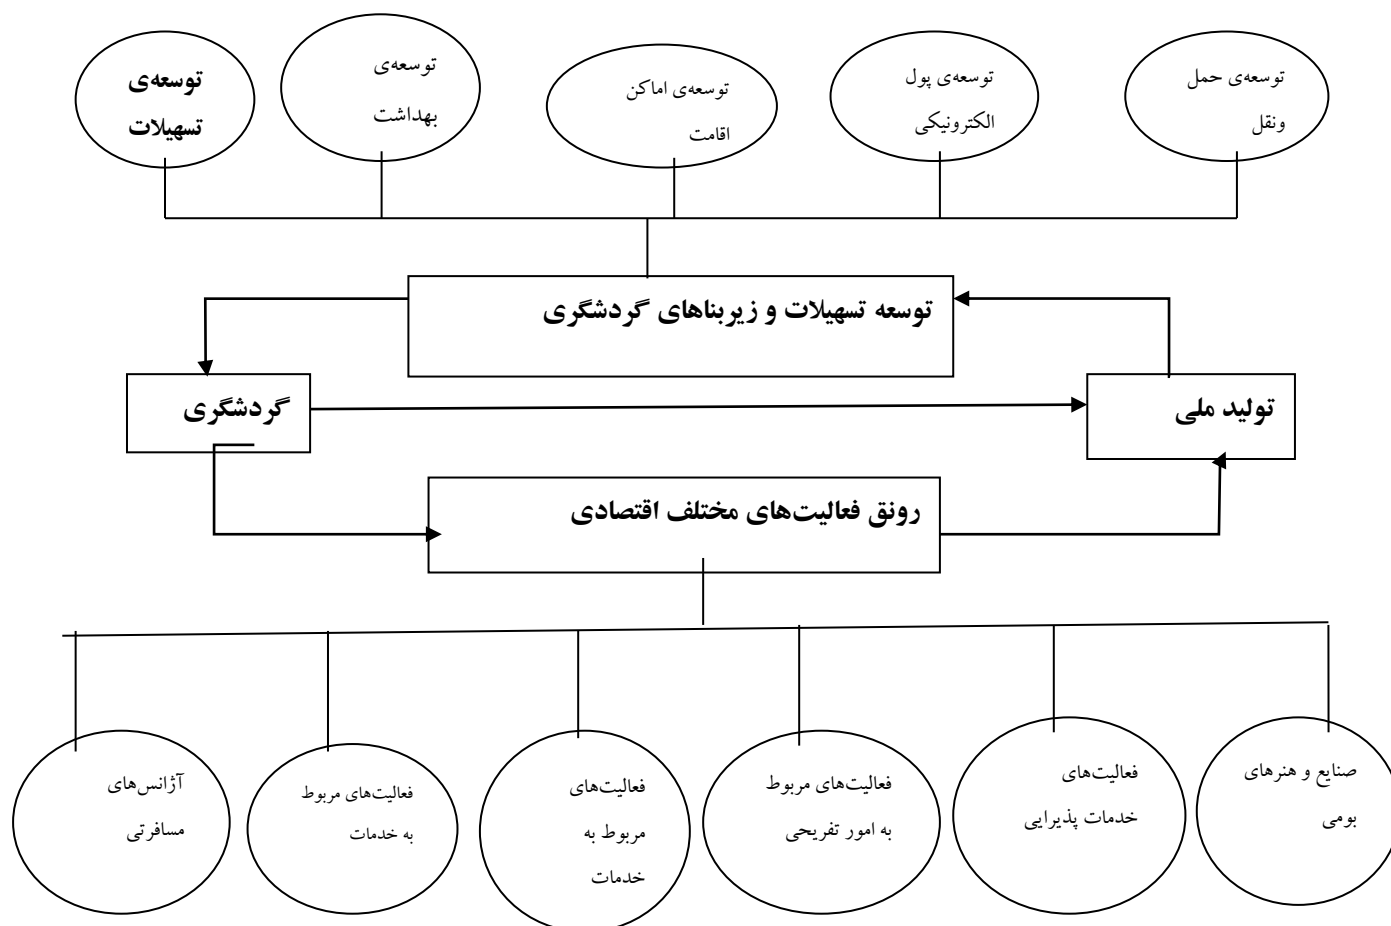 توسعه‌ی حمل
ونقل
توسعه‌ی پول
الکترونیکی
توسعه‌ی اماکن
اقامت
توسعه‌ی
بهداشت
توسعه‌ی
تسهیلات
توسعه تسهیلات و زیربناهای گردشگری
تولید ملی
گردشگری
رونق فعالیت‌های مختلف اقتصادی
صنایع و هنرهای
بومی
فعالیت‌های
خدمات پذیرایی
فعالیت‌های مربوط
به امور تفریحی
فعالیت‌های
مربوط به
خدمات
فعالیت‌های مربوط
به خدمات
آژانس‌های
مسافرتی